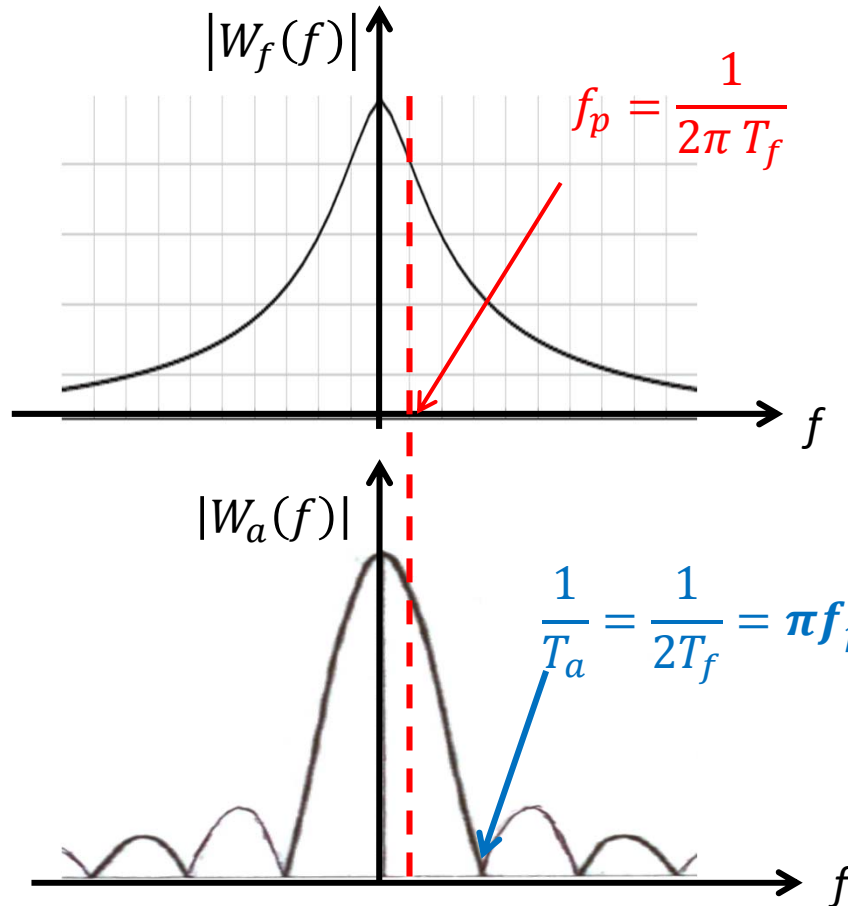 |W_f(f)|
f_p = 1/(2π T_f)
f
|W_a(f)|
1/T_a = 1/(2T_f) = πf
f